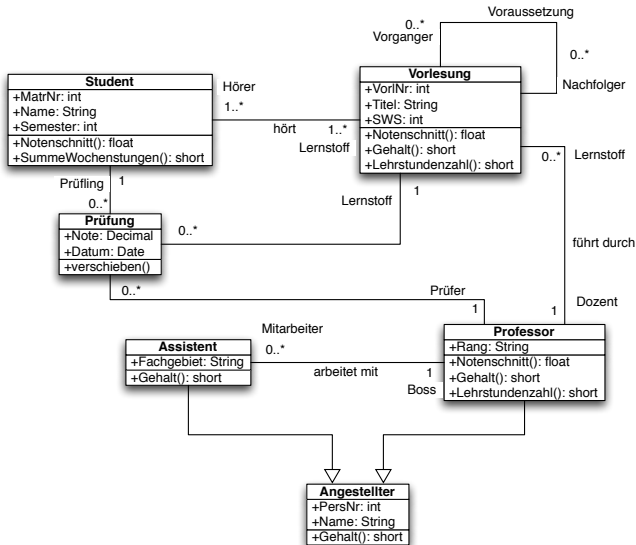 0..*
Voraussetzung
Vorganger
0..*
Nachfolger
Student
+MatrNr: int
+Name: String
+Semester: int
+Notenschnitt(): float
+SummeWochenstungen(): short
Hörer
1..*
hört
1..*
Lernstoff
Vorlesung
+VorlNr: int
+Titel: String
+SWS: int
+Notenschnitt(): float
+Gehalt(): short
+Lehrstundenzahl(): short
0..*
Lernstoff
Prüfling
1
0..*
Lernstoff
1
Prüfung
+Note: Decimal
+Datum: Date
+verschieben()
0..*
führt durch
0..*
Prüfer
1
1
Dozent
Mitarbeiter
0..*
arbeitet mit
1
Boss
Assistent
+Fachgebiet: String
+Gehalt(): short
Professor
+Rang: String
+Notenschnitt(): float
+Gehalt(): short
+Lehrstundenzahl(): short
Angestellter
+PersNr: int
+Name: String
+Gehalt(): short